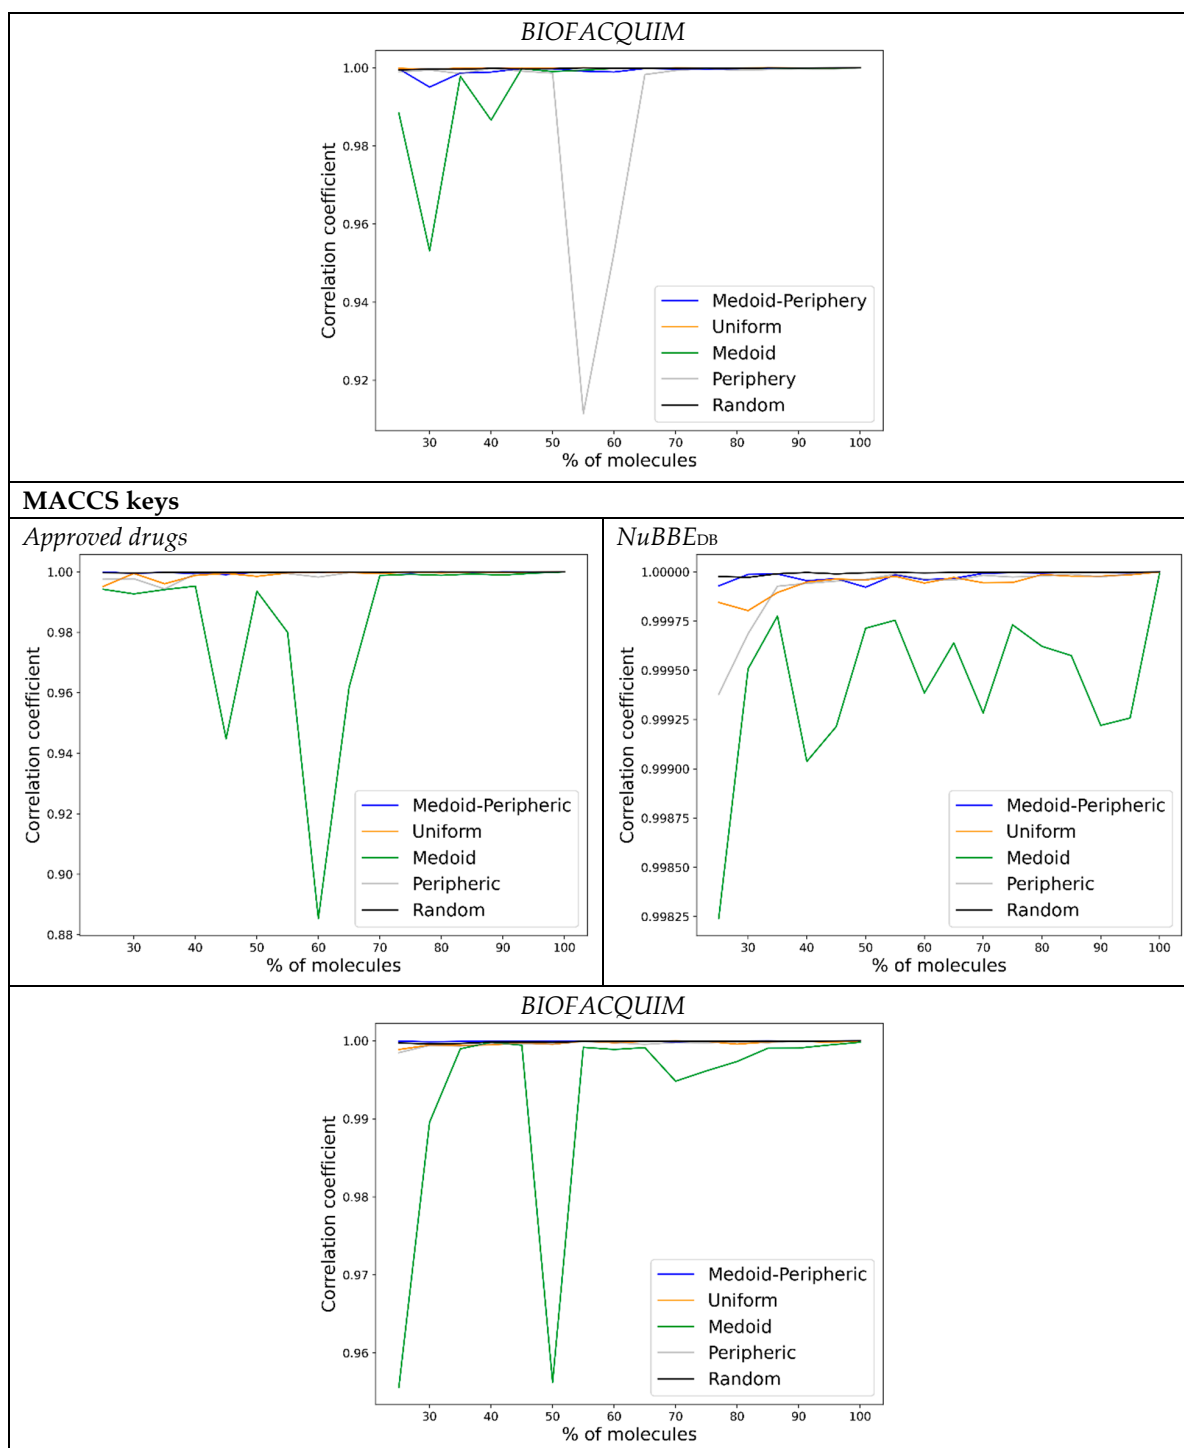 BIOFACQUIM
Correlation coefficient
1.00
0.98
0.96
0.94
0.92
Medoid-Periphery
Uniform
Medoid
Periphery
Random
30 40 50 60 70 80 90 100
% of molecules
MACCS keys
Approved drugs
Correlation coefficient
1.00
0.98
0.96
0.94
0.92
0.90
0.88
Medoid-Peripheric
Uniform
Medoid
Peripheric
Random
30 40 50 60 70 80 90 100
% of molecules
NuBBEDB
Correlation coefficient
1.00000
0.99975
0.99950
0.99925
0.99900
0.99875
0.99850
0.99825
Medoid-Peripheric
Uniform
Medoid
Peripheric
Random
30 40 50 60 70 80 90 100
% of molecules
BIOFACQUIM
Correlation coefficient
1.00
0.99
0.98
0.97
0.96
Medoid-Peripheric
Uniform
Medoid
Peripheric
Random
30 40 50 60 70 80 90 100
% of molecules